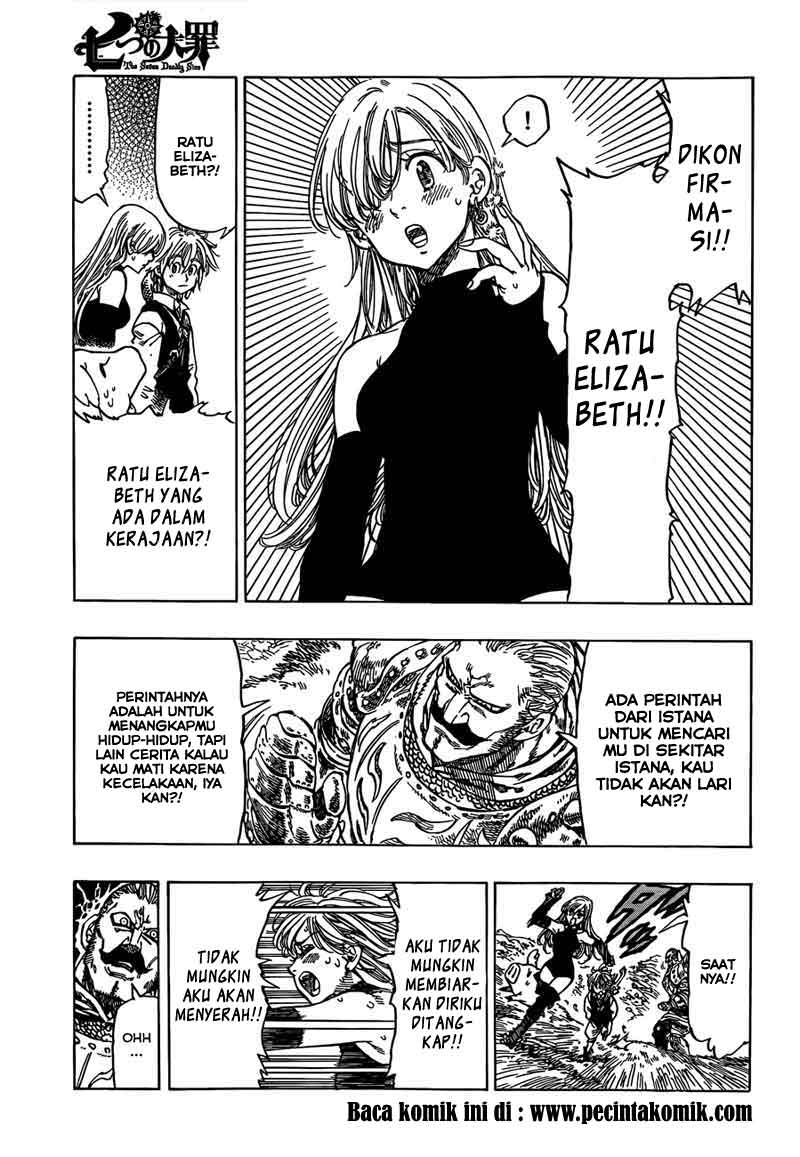 七つの大罪
The Seven Deadly Sins
DIKON
FIR-
MA-
SI!!
!
RATU
ELIZA-
BETH!!
RATU
ELIZA-
BETH?!
.......
RATU ELIZA-
BETH YANG
ADA DALAM
KERAJAAN?!
ADA PERINTAH
DARI ISTANA
UNTUK MENCARI
MU DI SEKITAR
ISTANA, KAU
TIDAK AKAN LARI
KAN?!
PERINTAHNYA
ADALAH UNTUK
MENANGKAPMU
HIDUP-HIDUP, TAPI
LAIN CERITA KALAU
KAU MATI KARENA
KECELAKAAN, IYA
KAN?!
SAAT
NYA!!
AKU TIDAK
MUNGKIN
MEMBIAR-
KAN DIRIKU
DITANG-
KAP!!
TIDAK
MUNGKIN
AKU AKAN
MENYERAH!!
OHH
...
Baca komik ini di : www.pecintakomik.com